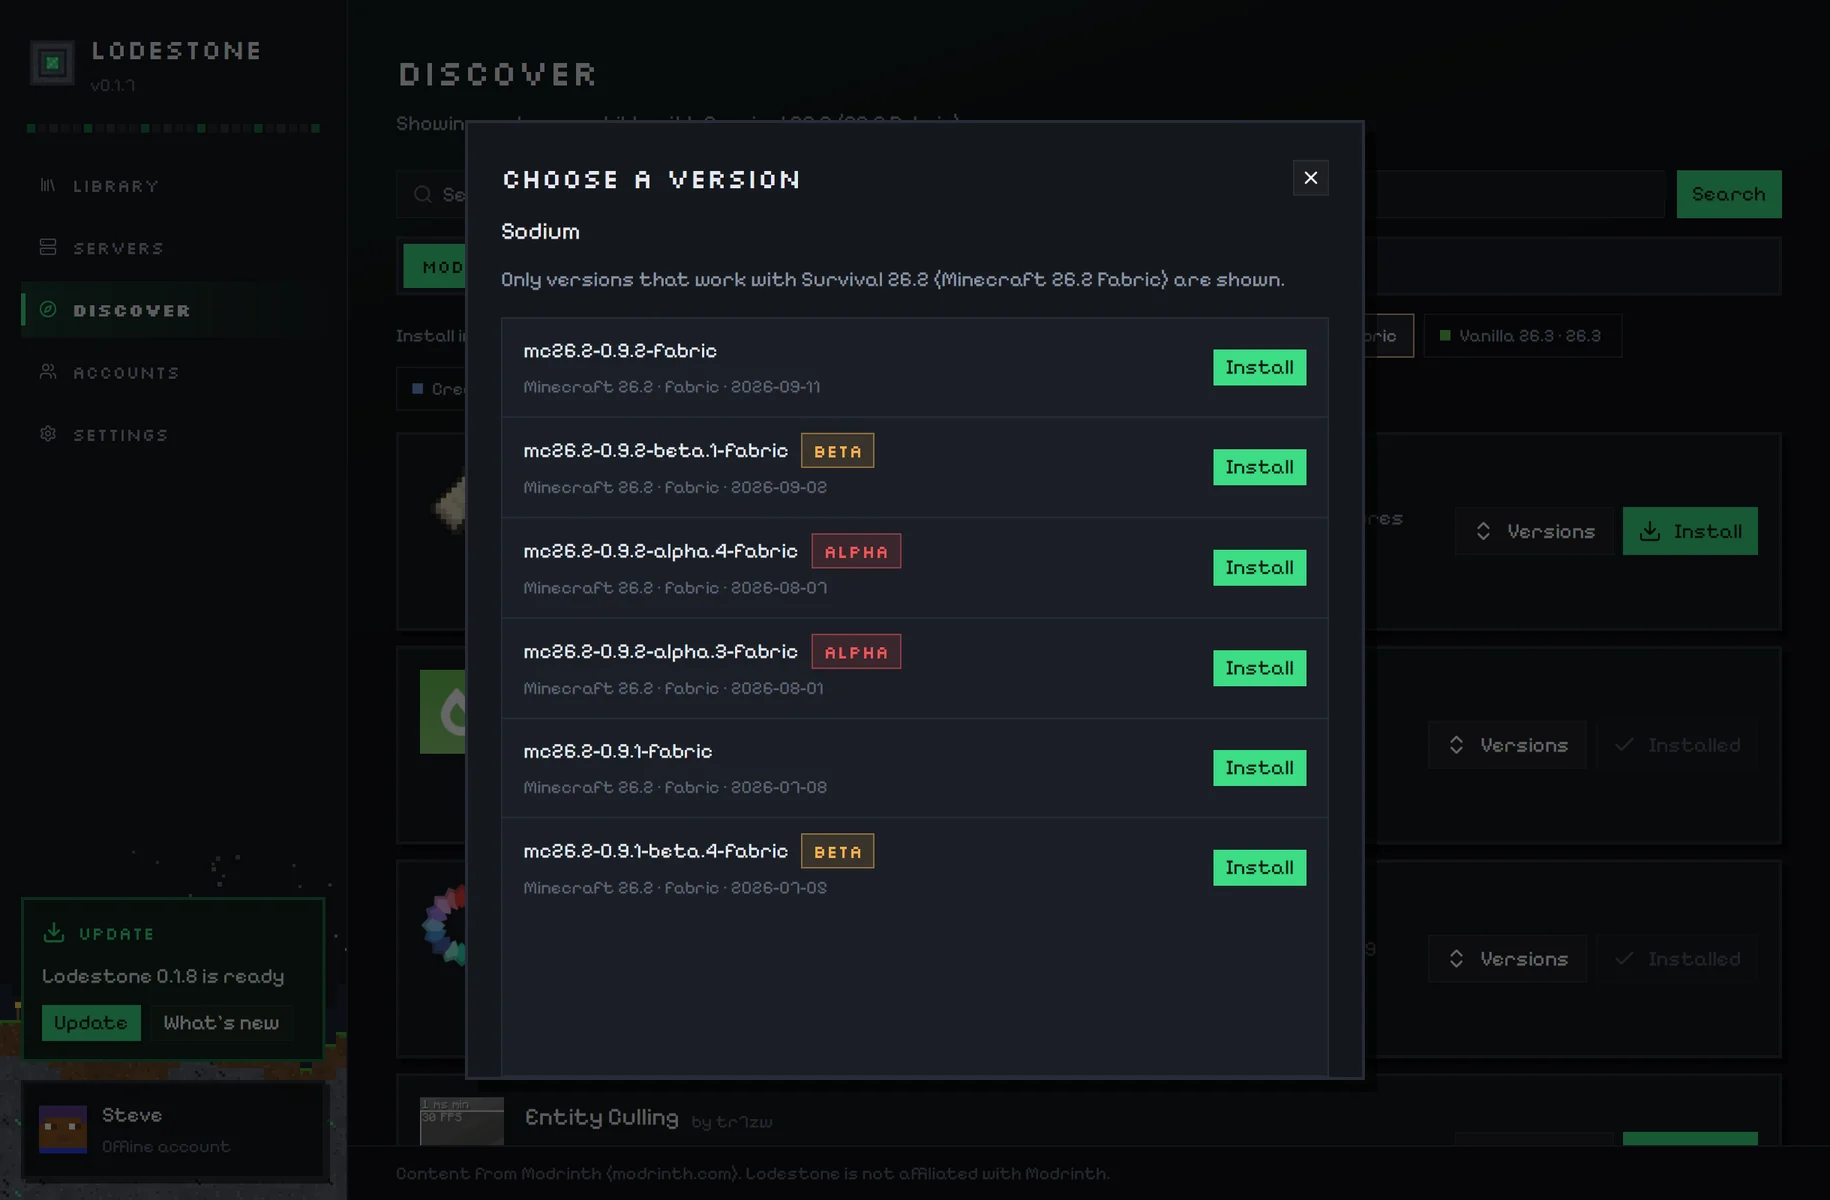 LODESTONE
v0.1.7
LIBRARY
SERVERS
DISCOVER
ACCOUNTS
SETTINGS
UPDATE
Lodestone 0.1.8 is ready
Update
What's new
Steve
Offline account
DISCOVER
Search
MOD
Install
Vanilla 26.3 · 26.3
CHOOSE A VERSION
Sodium
Only versions that work with Survival 26.2 (Minecraft 26.2 Fabric) are shown.
mc26.2-0.9.2-fabric
Minecraft 26.2 · fabric · 2026-09-11
Install
mc26.2-0.9.2-beta.1-fabric BETA
Minecraft 26.2 · fabric · 2026-09-02
Install
mc26.2-0.9.2-alpha.4-fabric ALPHA
Minecraft 26.2 · fabric · 2026-08-07
Install
mc26.2-0.9.2-alpha.3-fabric ALPHA
Minecraft 26.2 · fabric · 2026-08-01
Install
mc26.2-0.9.1-fabric
Minecraft 26.2 · fabric · 2026-07-08
Install
mc26.2-0.9.1-beta.4-fabric BETA
Minecraft 26.2 · fabric · 2026-07-0
Install
Versions
Install
Versions
Installed
Versions
Installed
1 ms min
30 FPS
Entity Culling by tr7zw
Content from Modrinth (modrinth.com). Lodestone is not affiliated with Modrinth.